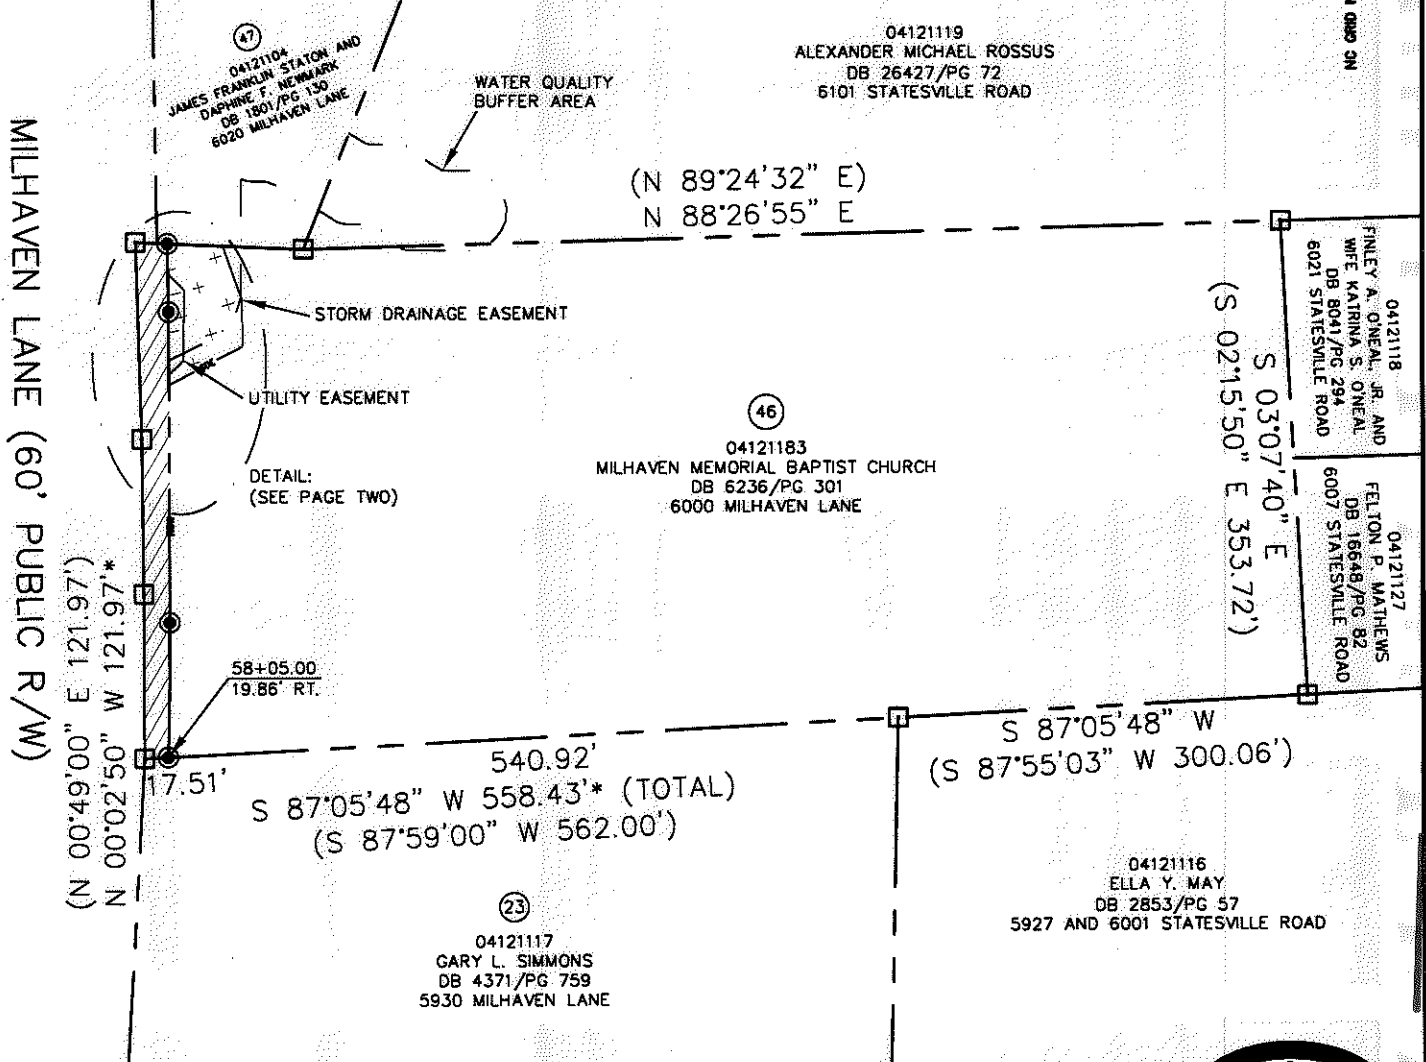 47
04121104
JAMES FRANKLIN STATON AND
DAPHINE F. NEWMARK
DB 1801/PG 130
6020 MILHAVEN LANE
WATER QUALITY
BUFFER AREA
04121119
ALEXANDER MICHAEL ROSSUS
DB 26427/PG 72
6101 STATESVILLE ROAD
NC GRID N
(N 89°24'32" E)
N 88°26'55" E
MILHAVEN LANE (60' PUBLIC R/W)
STORM DRAINAGE EASEMENT
UTILITY EASEMENT
DETAIL:
(SEE PAGE TWO)
46
04121183
MILHAVEN MEMORIAL BAPTIST CHURCH
DB 6236/PG 301
6000 MILHAVEN LANE
S 03°07'40" E
(S 02°15'50" E 353.72')
04121118
FINLEY A. O'NEAL, JR. AND
WIFE KATRINA S. O'NEAL
DB 8041/PG 294
6021 STATESVILLE ROAD
04121127
FELTON P. MATHEWS
DB 16648/PG 82
6007 STATESVILLE ROAD
(N 00°49'00" E 121.97')
N 00°02'50" W 121.97'*
58+05.00
19.86' RT.
17.51'
540.92'
S 87°05'48" W 558.43'* (TOTAL)
(S 87°59'00" W 562.00')
S 87°05'48" W
(S 87°55'03" W 300.06')
23
04121117
GARY L. SIMMONS
DB 4371/PG 759
5930 MILHAVEN LANE
04121116
ELLA Y. MAY
DB 2853/PG 57
5927 AND 6001 STATESVILLE ROAD